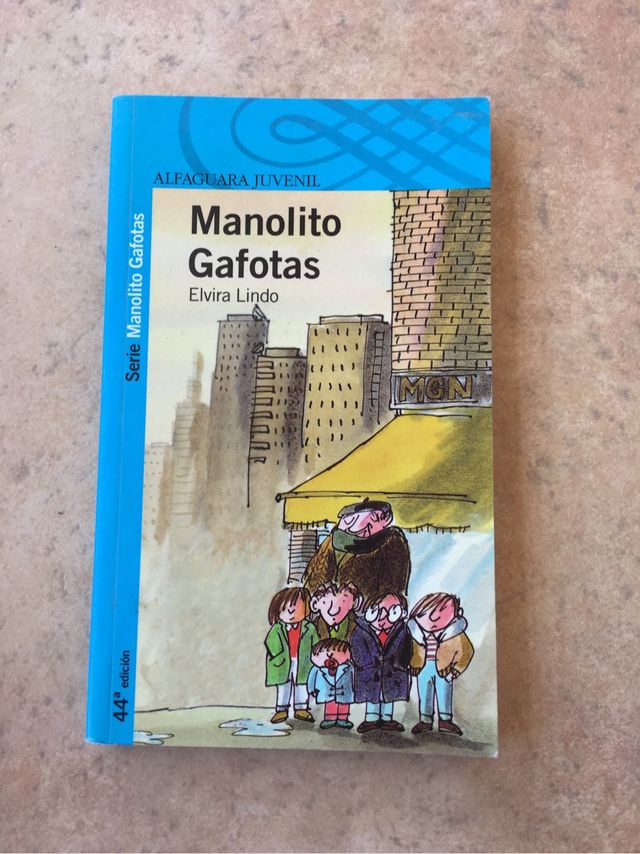 ALFAGUARA JUVENIL
Manolito
Gafotas
Elvira Lindo
Serie Manolito Gafotas
MGN
44ª edición